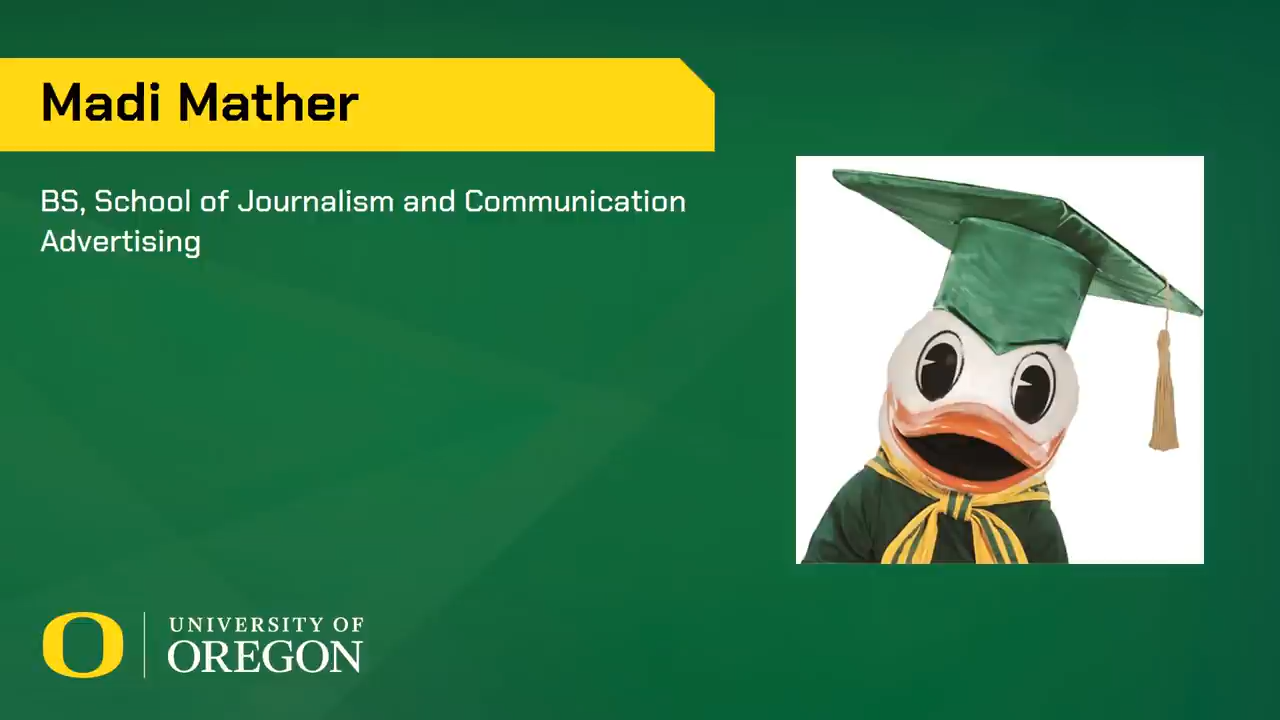 Madi Mather
BS, School of Journalism and Communication
Advertising
O
UNIVERSITY OF
OREGON